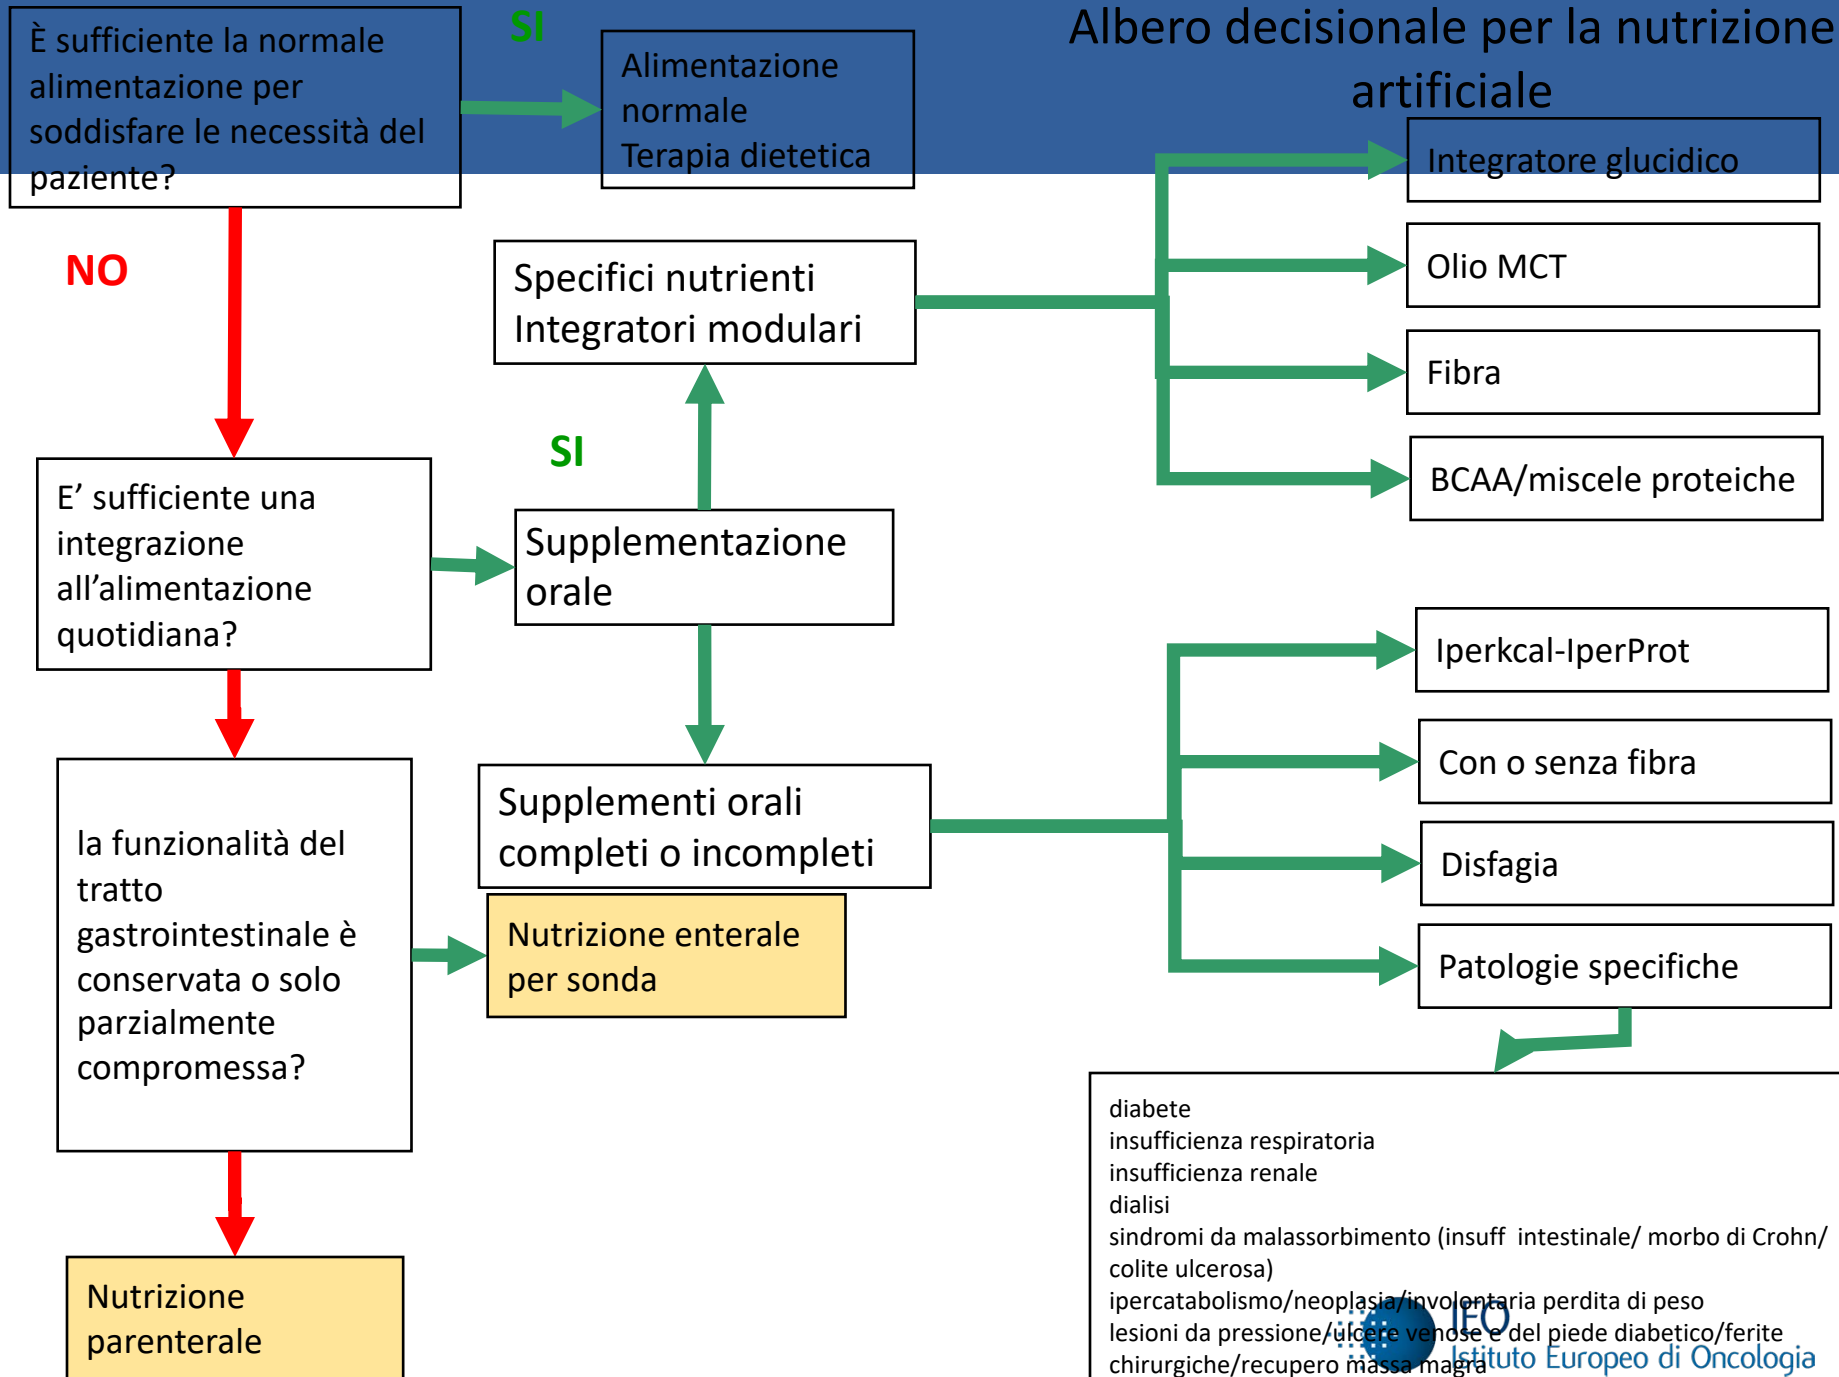 Albero decisionale per la nutrizione
artificiale
È sufficiente la normale
alimentazione per
soddisfare le necessità del
paziente?
SI
Alimentazione
normale
Terapia dietetica
NO
Specifici nutrienti
Integratori modulari
Integratore glucidico
Olio MCT
Fibra
BCAA/miscele proteiche
SI
E’ sufficiente una
integrazione
all’alimentazione
quotidiana?
Supplementazione
orale
Supplementi orali
completi o incompleti
Iperkcal-IperProt
Con o senza fibra
Disfagia
Patologie specifiche
la funzionalità del
tratto
gastrointestinale è
conservata o solo
parzialmente
compromessa?
Nutrizione enterale
per sonda
Nutrizione
parenterale
diabete
insufficienza respiratoria
insufficienza renale
dialisi
sindromi da malassorbimento (insuff  intestinale/ morbo di Crohn/
colite ulcerosa)
ipercatabolismo/neoplasia/involontaria perdita di peso
lesioni da pressione/ulcere venose e del piede diabetico/ferite
chirurgiche/recupero massa magra
IEO
Istituto Europeo di Oncologia